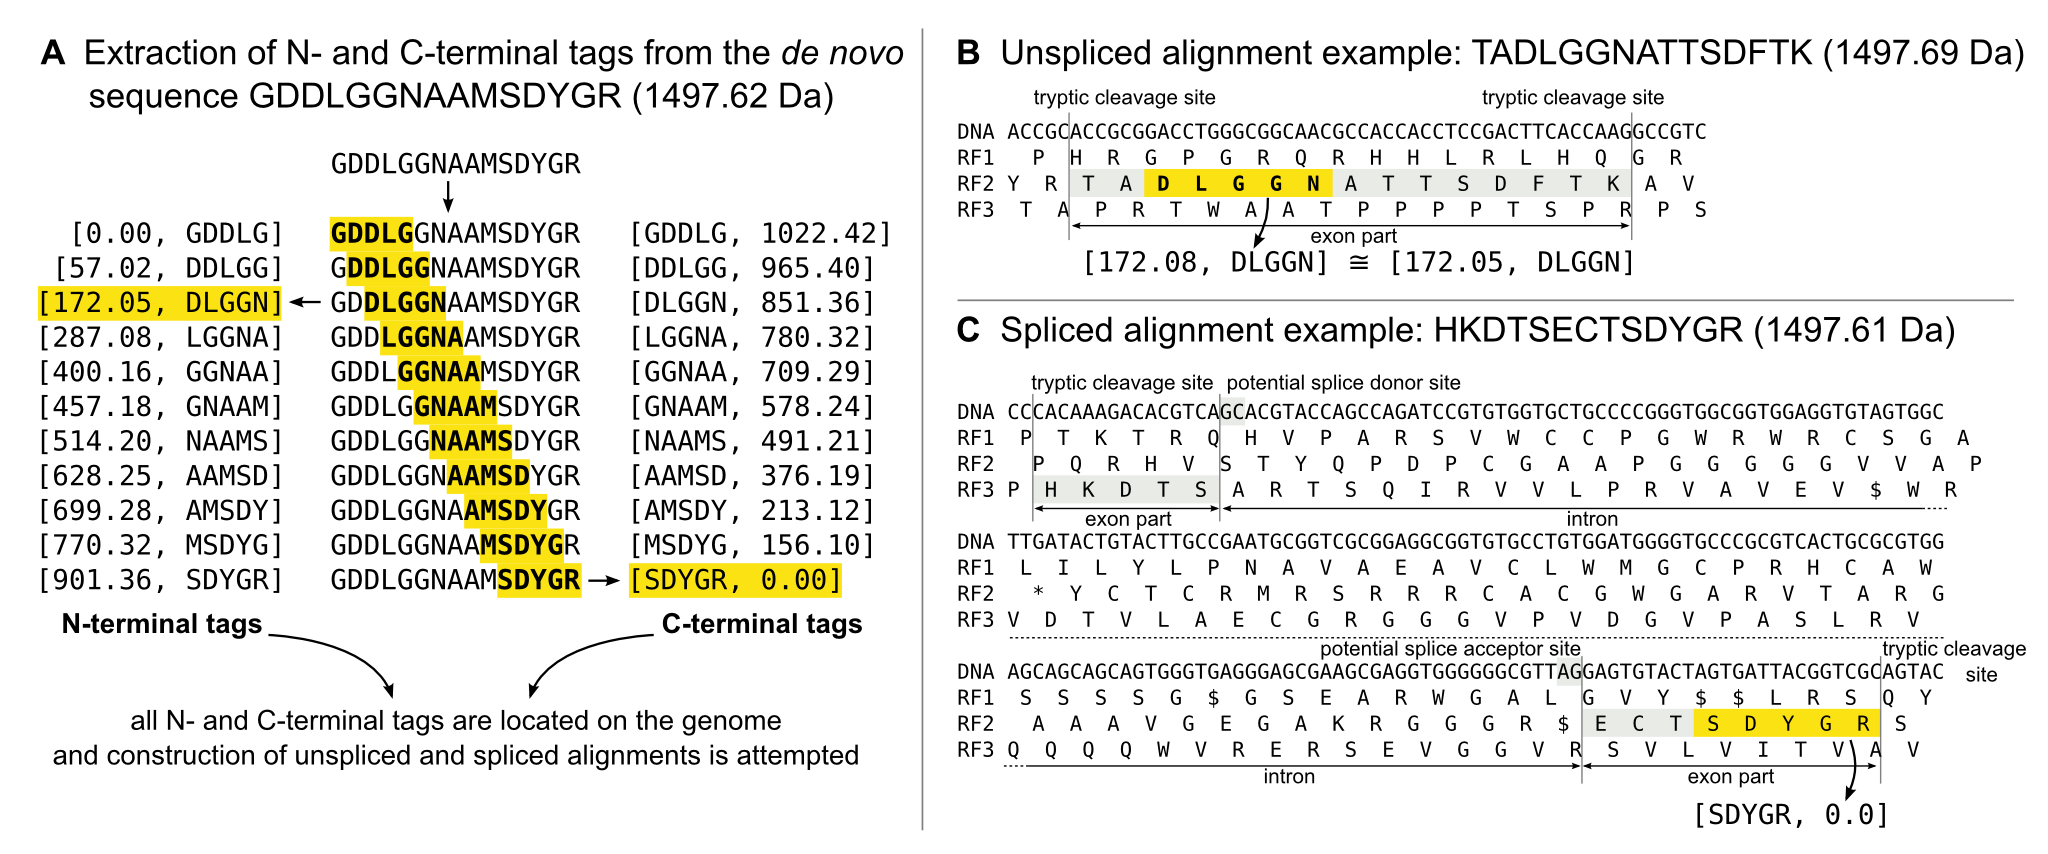 A Extraction of N- and C-terminal tags from the de novo
sequence GDDLGGNAAMSDYGR (1497.62 Da)
GDDLGGNAAMSDYGR
[0.00, GDDLG] GDDLGGNAAMSDYGR [GDDLG, 1022.42]
[57.02, DDLGG] GDDLGGNAAMSDYGR [DDLGG, 965.40]
[172.05, DLGGN] GDDLGGNAAMSDYGR [DLGGN, 851.36]
[287.08, LGGNA] GDDLGGNAAMSDYGR [LGGNA, 780.32]
[400.16, GGNAA] GDDLGGNAAMSDYGR [GGNAA, 709.29]
[457.18, GNAAM] GDDLGGNAAMSDYGR [GNAAM, 578.24]
[514.20, NAAMS] GDDLGGNAAMSDYGR [NAAMS, 491.21]
[628.25, AAMSD] GDDLGGNAAMSDYGR [AAMSD, 376.19]
[699.28, AMSDY] GDDLGGNAAMSDYGR [AMSDY, 213.12]
[770.32, MSDYG] GDDLGGNAAMSDYGR [MSDYG, 156.10]
[901.36, SDYGR] GDDLGGNAAMSDYGR [SDYGR, 0.00]
N-terminal tags C-terminal tags
all N- and C-terminal tags are located on the genome
and construction of unspliced and spliced alignments is attempted
B Unspliced alignment example: TADLGGNATTSDFTK (1497.69 Da)
tryptic cleavage site tryptic cleavage site
DNA ACCGCACCGCGGACCTGGGCGGCAACGCCACCACCTCCGACTTCACCAAGGCCGTC
RF1 P H R G P G R Q R H H L R L H Q G R
RF2 Y R T A D L G G N A T T S D F T K A V
RF3 T A P R T W A A T P P P P T S P R P S
exon part
[172.08, DLGGN] ≅ [172.05, DLGGN]
C Spliced alignment example: HKDTSECTSDYGR (1497.61 Da)
tryptic cleavage site potential splice donor site
DNA CCCACAAAGACACGTCAGCACGTACCAGCCAGATCCGTGTGGTGCTGCCCCGGGTGGCGGTGGAGGTGTAGTGGC
RF1 P T K T R Q H V P A R S V W C C P G W R W R C S G A
RF2 P Q R H V S T Y Q P D P C G A A P G G G G G V V A P
RF3 P H K D T S A R T S Q I R V V L P R V A V E V $ W R
exon part intron
DNA TTGATACTGTACTTGCCGAATGCGGTCGCGGAGGCGGTGTGCCTGTGGATGGGGTGCCCGCGTCACTGCGCGTGG
RF1 L I L Y L P N A V A E A V C L W M G C P R H C A W
RF2 * Y C T C R M R S R R R C A C G W G A R V T A R G
RF3 V D T V L A E C G R G G G V P V D G V P A S L R V
potential splice acceptor site tryptic cleavage
site
DNA AGCAGCAGCAGTGGGTGAGGGAGCGAAGCGAGGTGGGGGGCGTTAGGAGTGTACTAGTGATTACGGTCGCAGTAC
RF1 S S S S G $ G S E A R W G A L G V Y $ $ L R S Q Y
RF2 A A A V G E G A K R G G G R $ E C T S D Y G R S
RF3 Q Q Q Q W V R E R S E V G G V R S V L V I T V A V
intron exon part
[SDYGR, 0.0]